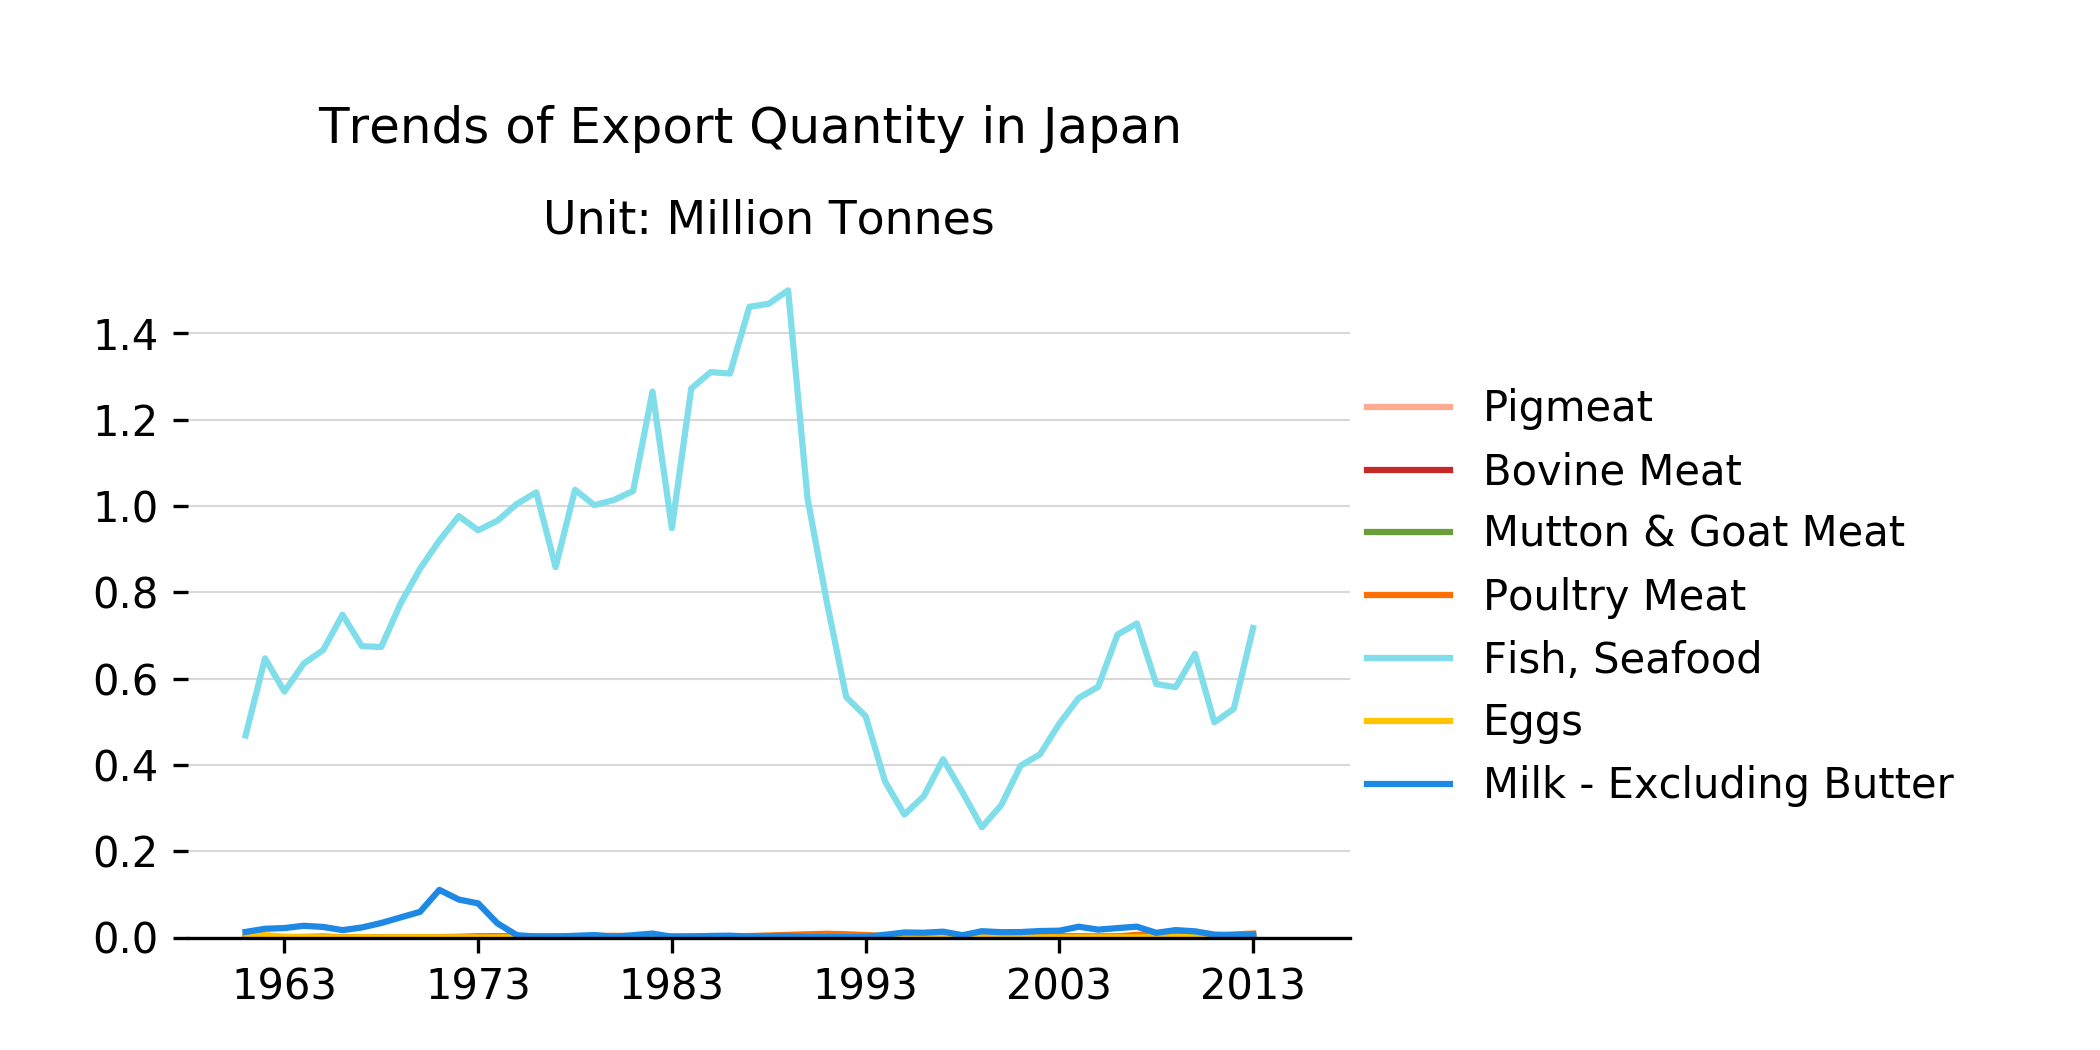 Trends of Export Quantity in Japan
Unit: Million Tonnes
1.4
1.2
1.0
0.8
0.6
0.4
0.2
0.0
1963 1973 1983 1993 2003 2013
Pigmeat
Bovine Meat
Mutton & Goat Meat
Poultry Meat
Fish, Seafood
Eggs
Milk - Excluding Butter